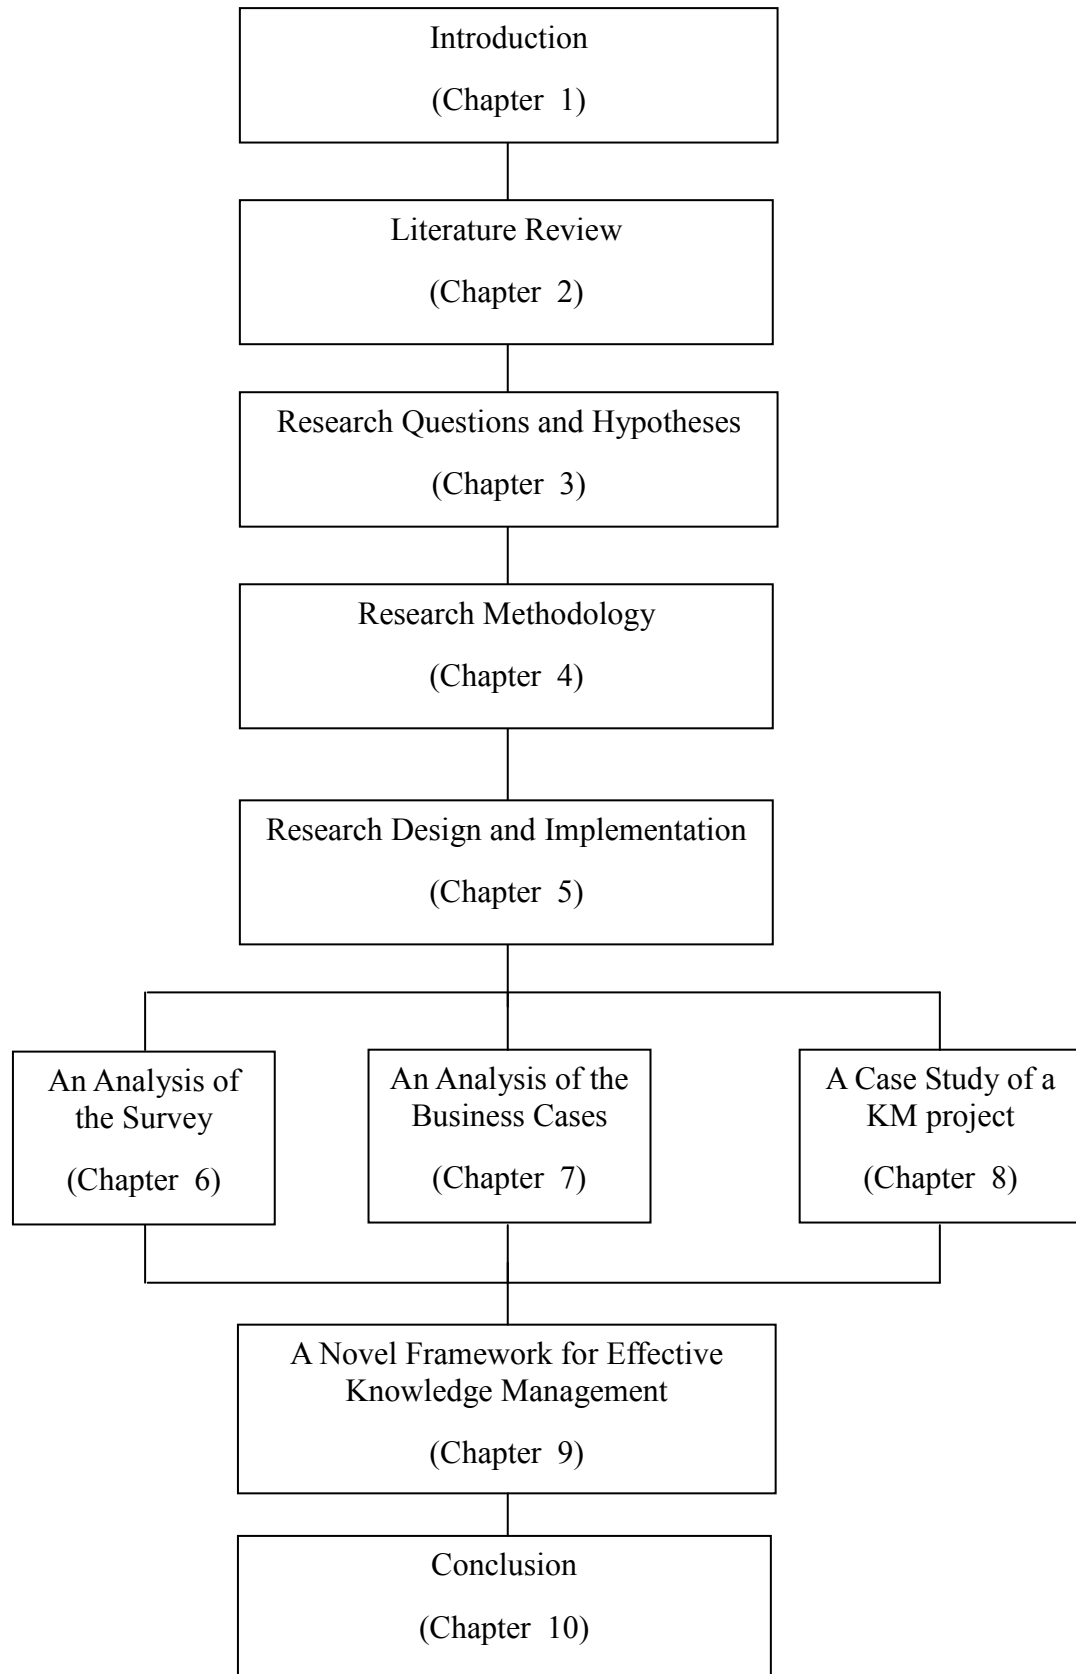 Introduction
(Chapter 1)
Literature Review
(Chapter 2)
Research Questions and Hypotheses
(Chapter 3)
Research Methodology
(Chapter 4)
Research Design and Implementation
(Chapter 5)
An Analysis of
the Survey
(Chapter 6)
An Analysis of the
Business Cases
(Chapter 7)
A Case Study of a
KM project
(Chapter 8)
A Novel Framework for Effective
Knowledge Management
(Chapter 9)
Conclusion
(Chapter 10)